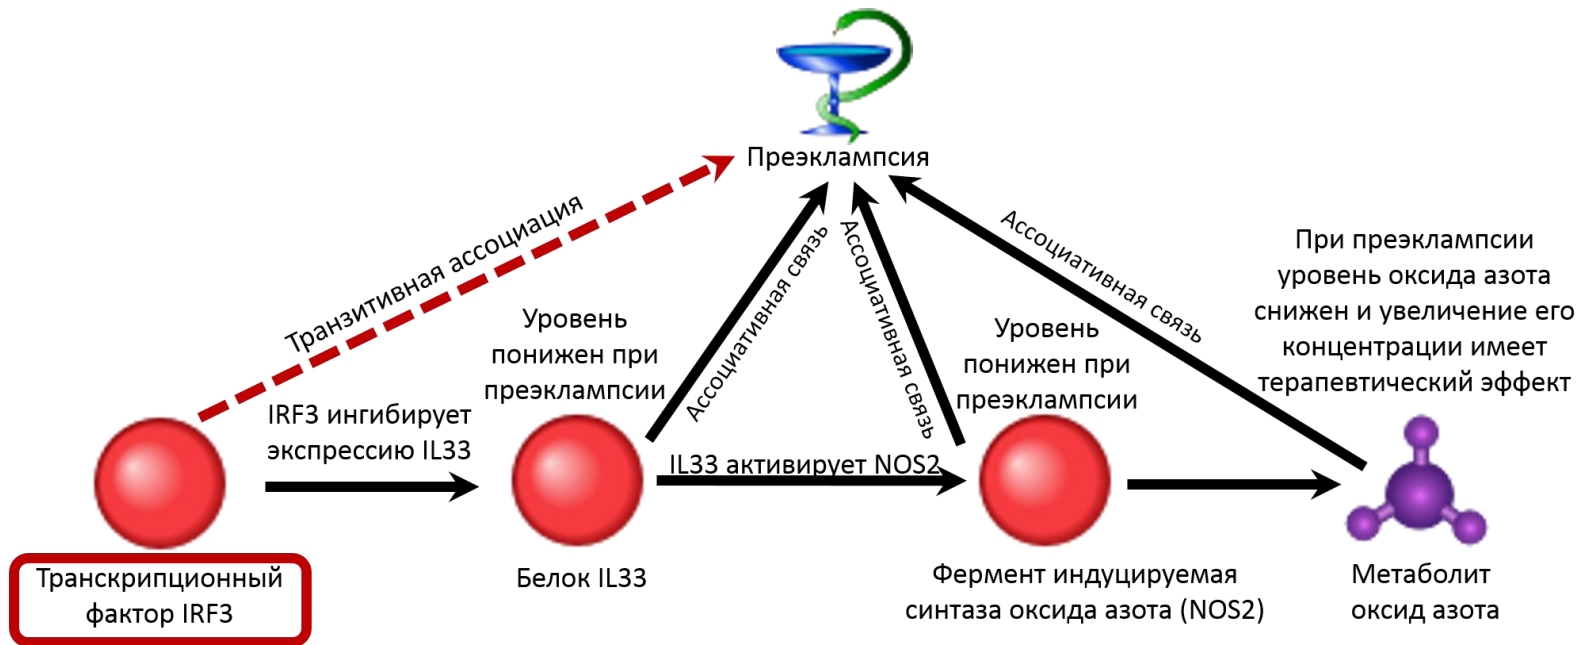 Преэклампсия
Транзитивная ассоциация
Ассоциативная связь
Ассоциативная связь
Ассоциативная связь
При преэклампсии
уровень оксида азота
снижен и увеличение его
концентрации имеет
терапевтический эффект
Уровень
понижен при
преэклампсии
Уровень
понижен при
преэклампсии
IRF3 ингибирует
экспрессию IL33
IL33 активирует NOS2
Транскрипционный
фактор IRF3
Белок IL33
Фермент индуцируемая
синтаза оксида азота (NOS2)
Метаболит
оксид азота